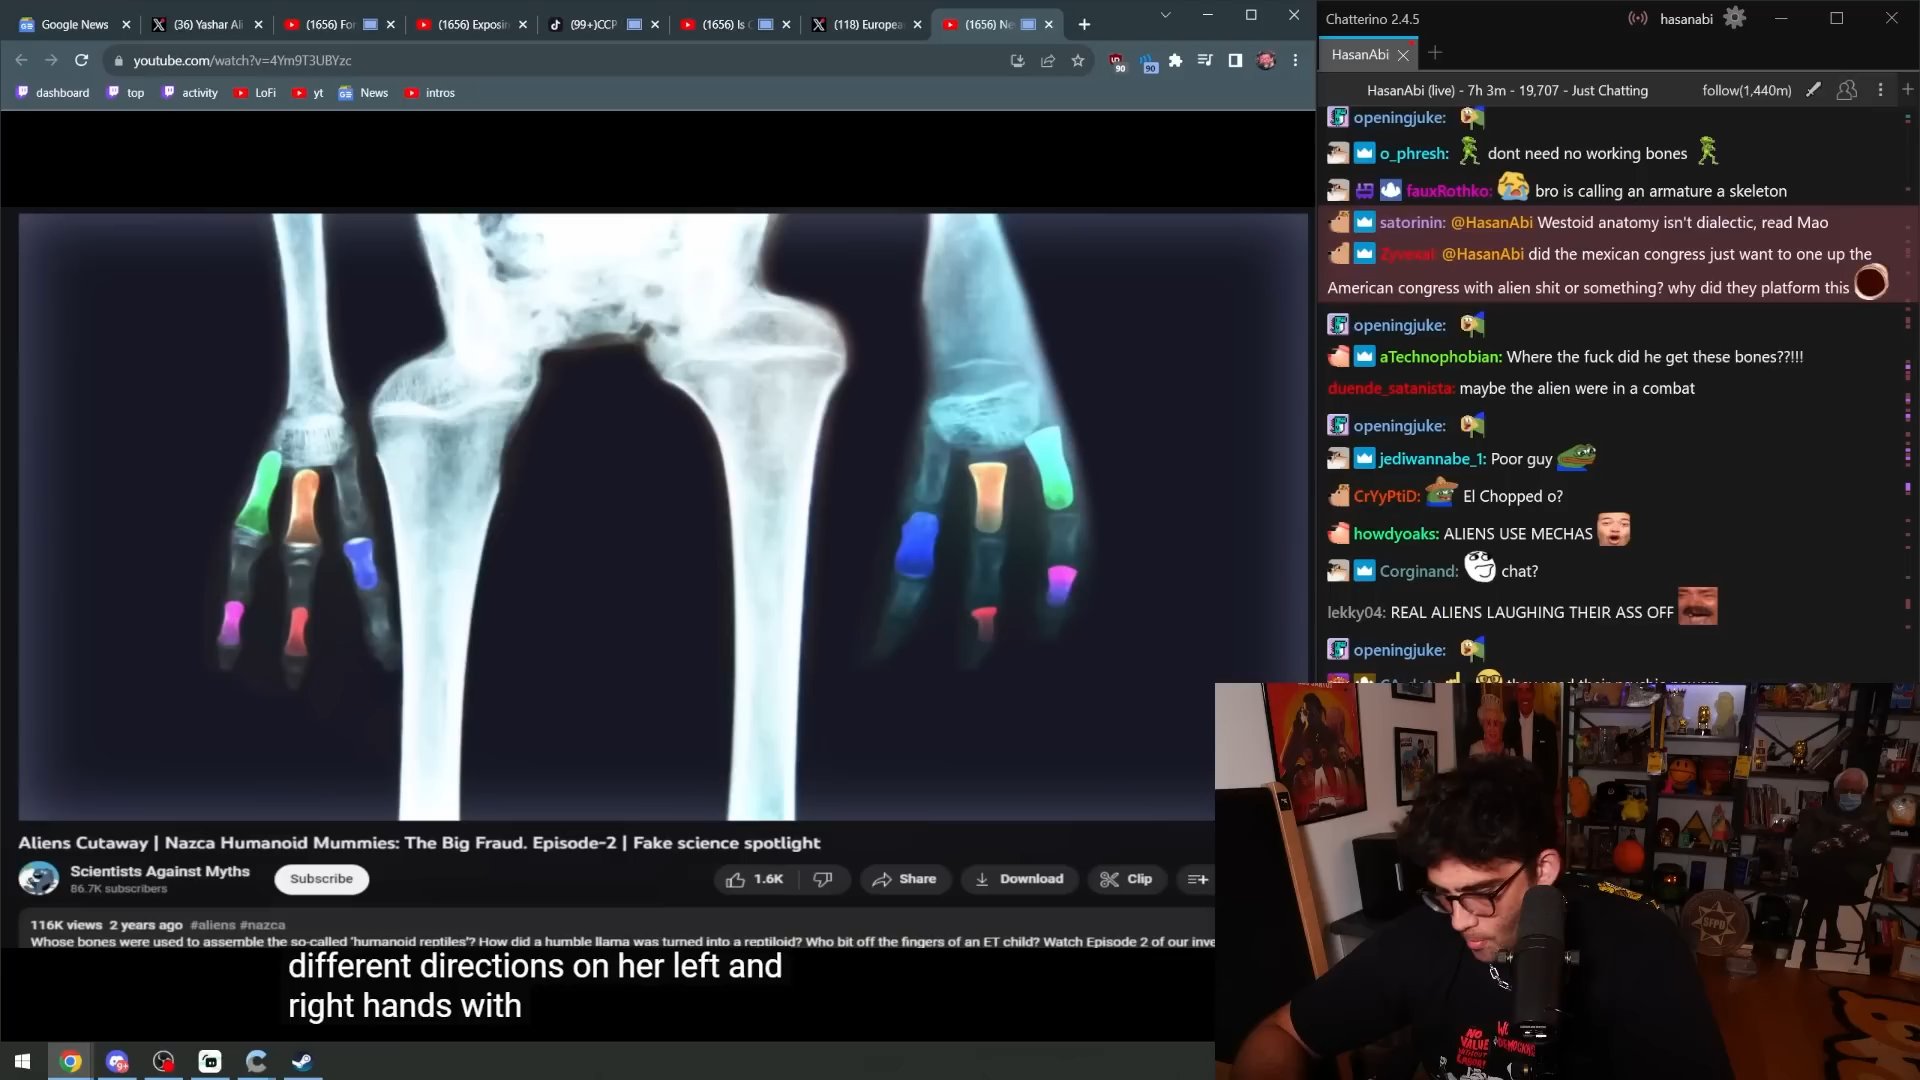 Google News
(36) Yashar Ali
(1656) For
(1656) Exposin
(99+)CCP
(1656) Is C
(118) Europea
(1656) Ne
youtube.com/watch?v=4Ym9T3UBYzc
90
90
dashboard
top
activity
LoFi
yt
News
intros
Aliens Cutaway | Nazca Humanoid Mummies: The Big Fraud. Episode-2 | Fake science spotlight
Scientists Against Myths
86.7K subscribers
Subscribe
1.6K
Share
Download
Clip
116K views 2 years ago #aliens #nazca
Whose bones were used to assemble the so-called 'humanoid reptiles'? How did a humble llama was turned into a reptiloid? Who bit off the fingers of an ET child? Watch Episode 2 of our inve
different directions on her left and
right hands with
Chatterino 2.4.5
hasanabi
HasanAbi
HasanAbi (live) - 7h 3m - 19,707 - Just Chatting
follow(1,440m)
openingjuke:
o_phresh: dont need no working bones
fauxRothko: bro is calling an armature a skeleton
satorinin: @HasanAbi Westoid anatomy isn't dialectic, read Mao
Zyvexal: @HasanAbi did the mexican congress just want to one up the
American congress with alien shit or something? why did they platform this
openingjuke:
aTechnophobian: Where the fuck did he get these bones??!!!
duende_satanista: maybe the alien were in a combat
openingjuke:
jediwannabe_1: Poor guy
CrYyPtiD: El Chopped o?
howdyoaks: ALIENS USE MECHAS
Corginand: chat?
lekky04: REAL ALIENS LAUGHING THEIR ASS OFF
openingjuke:
SFPD
NO
VALUE
WITHOUT